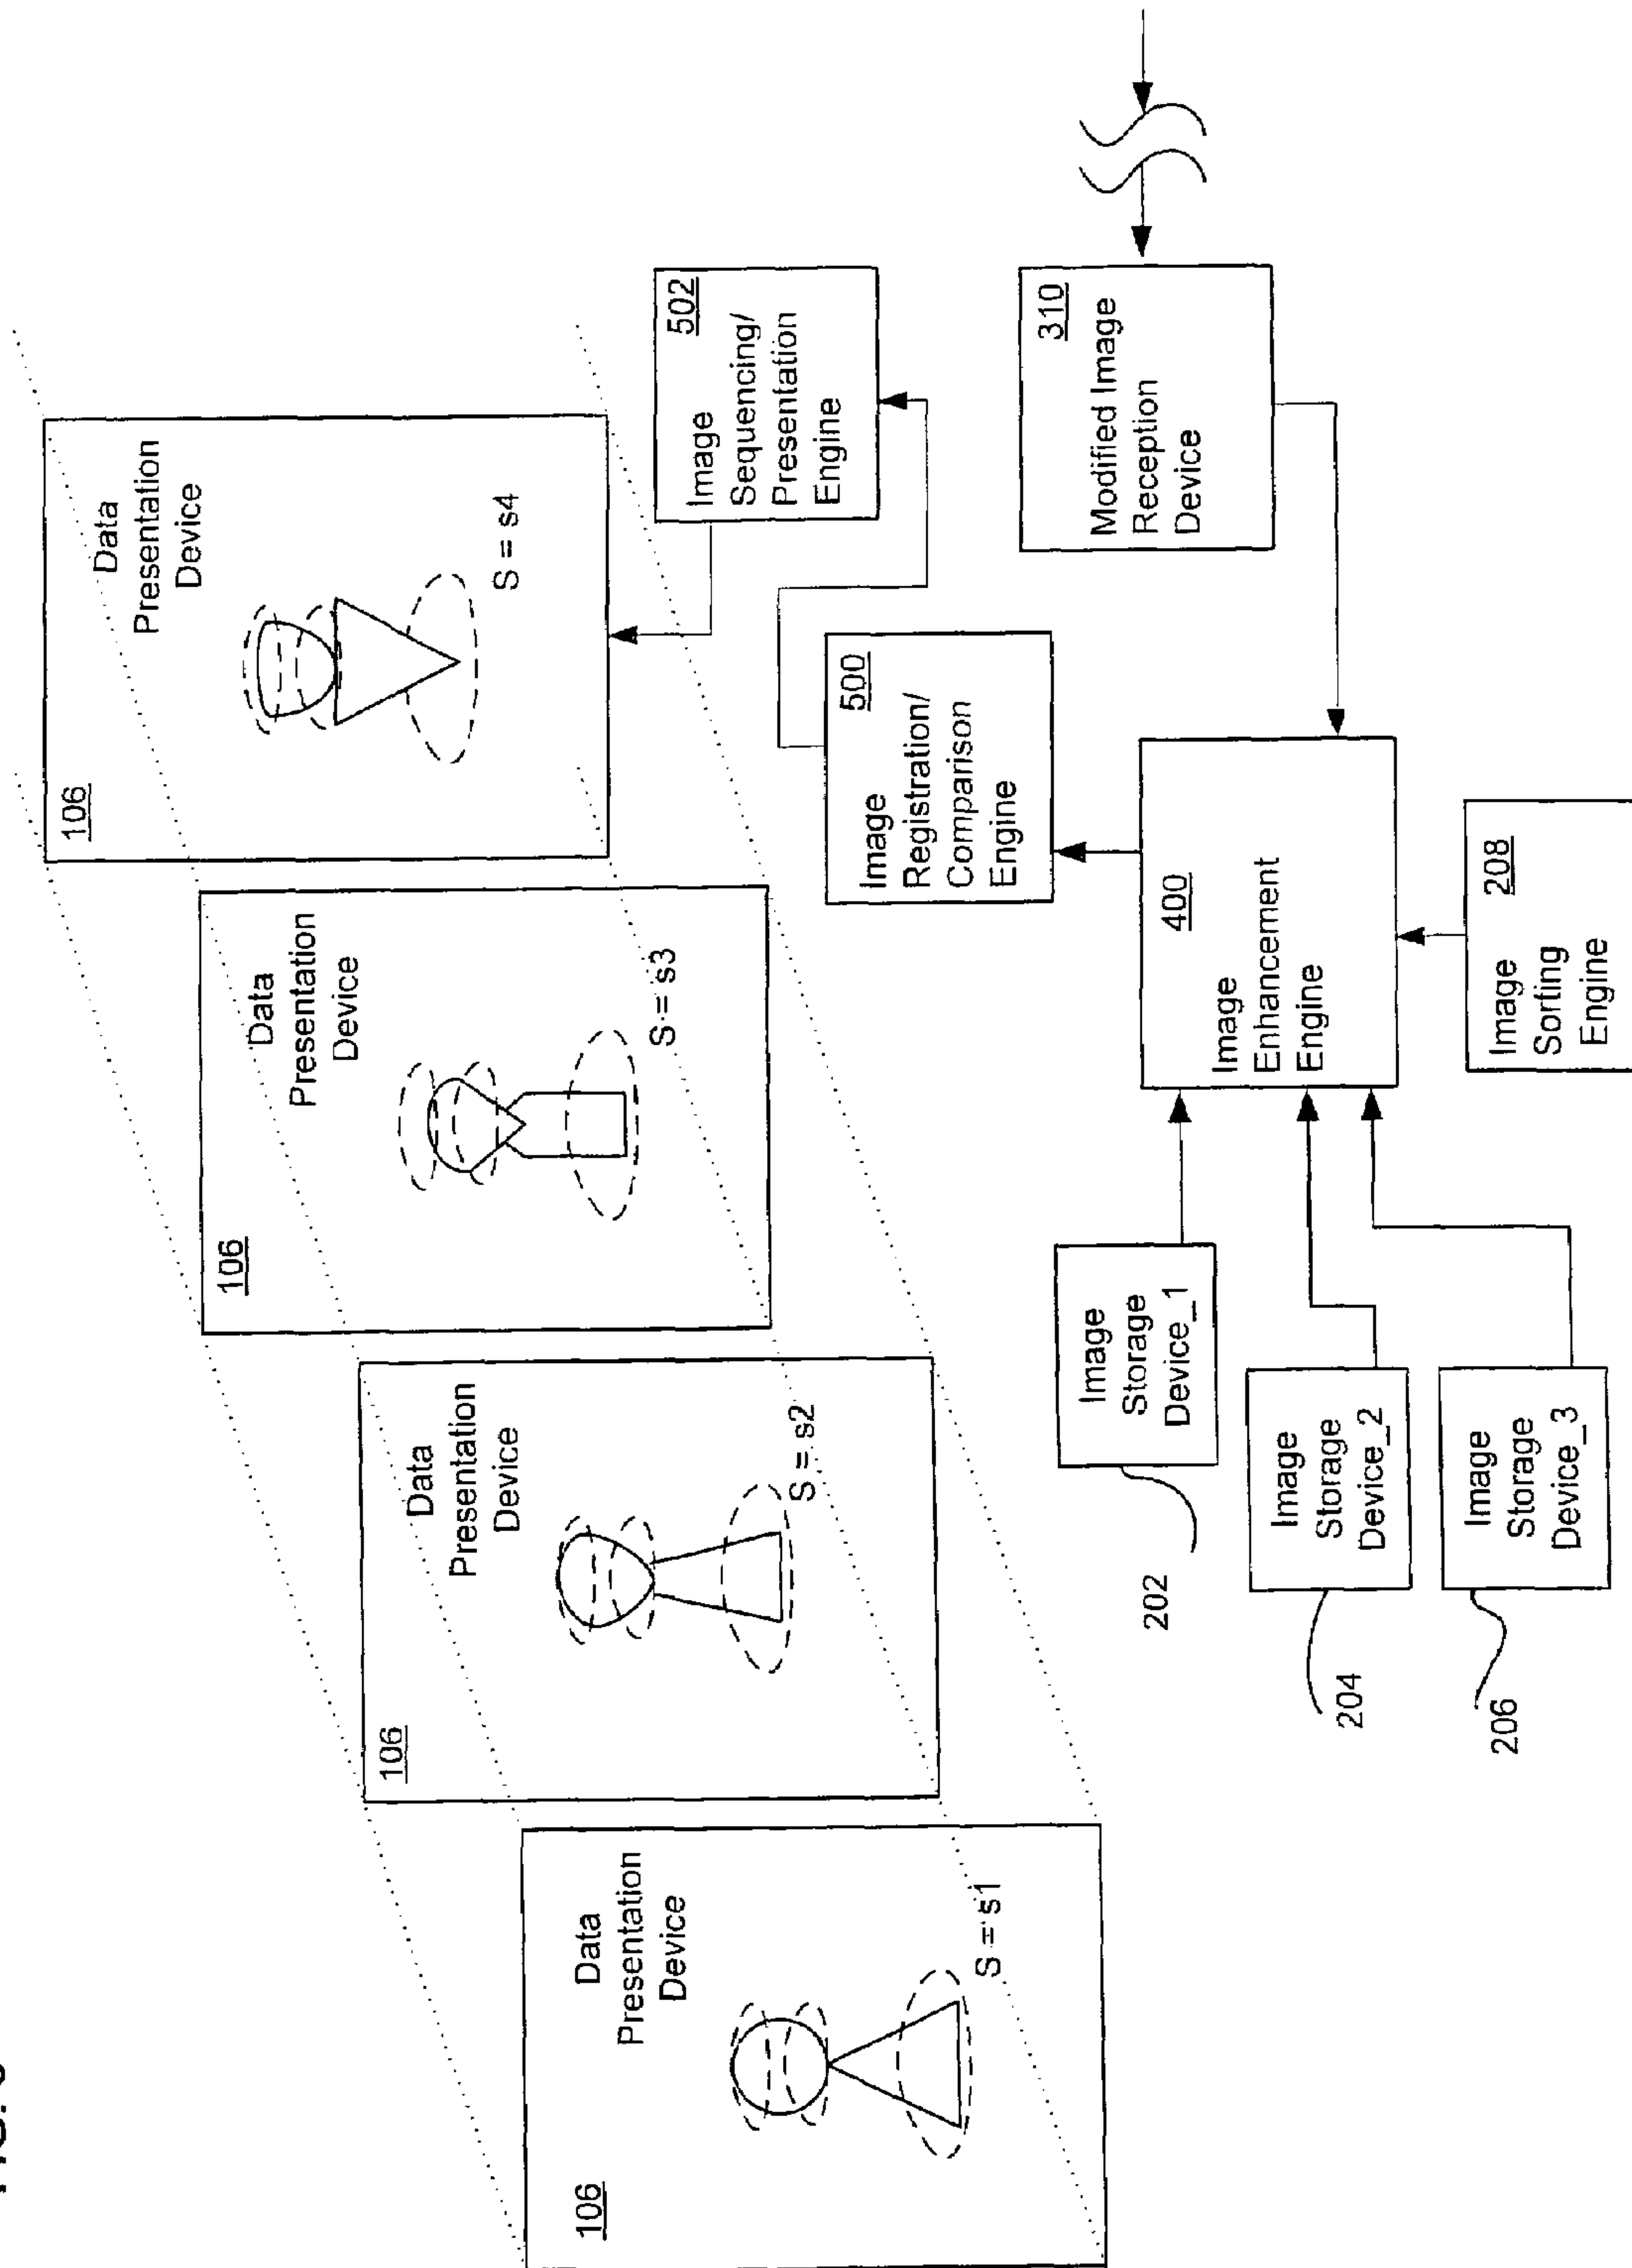 106
Data
Presentation
Device
S = s1
106
Data
Presentation
Device
S = s2
106
Data
Presentation
Device
S = s3
106
Data
Presentation
Device
S = s4
502
Image
Sequencing/
Presentation
Engine
500
Image
Registration/
Comparison
Engine
310
Modified Image
Reception
Device
400
Image
Enhancement
Engine
208
Image
Sorting
Engine
Image
Storage
Device_1
202
Image
Storage
Device_2
204
Image
Storage
Device_3
206